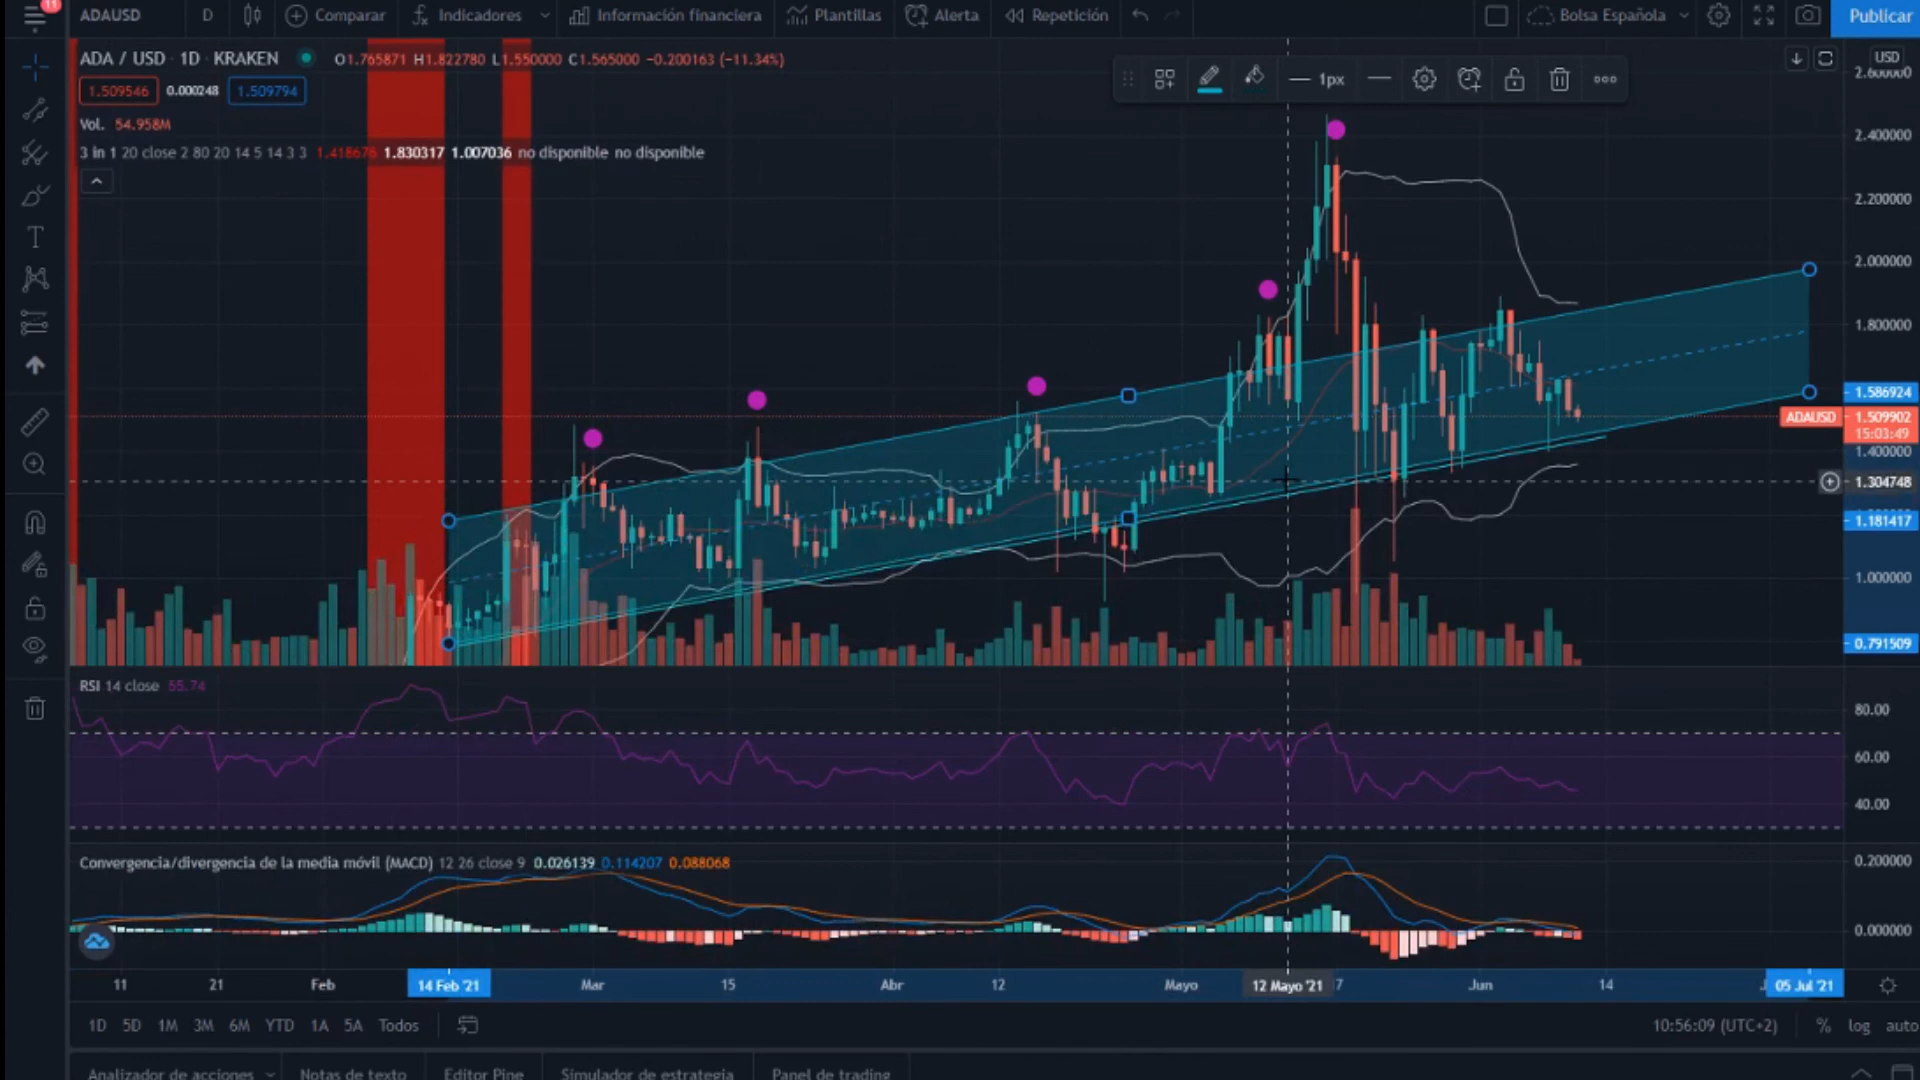 11
ADAUSD D Comparar Indicadores Información financiera Plantillas Alerta Repetición Bolsa Española Publicar
ADA / USD · 1D · KRAKEN O1.765871 H1.822780 L1.550000 C1.565000 −0.200163 (−11.34%)
1.509546 0.000248 1.509794
1px
USD
2.600000
Vol. 54.958M
3 in 1 20 close 2 80 20 14 5 14 3 3 1.418676 1.830317 1.007036 no disponible no disponible
2.400000
2.200000
2.000000
1.800000
1.586924
ADAUSD 1.509902
15:03:49
1.400000
1.304748
1.181417
1.000000
0.791509
RSI 14 close 55.74
80.00
60.00
40.00
Convergencia/divergencia de la media móvil (MACD) 12 26 close 9 0.026139 0.114207 0.088068
0.200000
0.000000
11 21 Feb 14 Feb '21 Mar 15 Abr 12 Mayo 12 Mayo '21 7 Jun 14 05 Jul '21
1D 5D 1M 3M 6M YTD 1A 5A Todos 10:56:09 (UTC+2) % log auto
Analizador de acciones Notas de texto Editor Pine Simulador de estrategia Panel de trading